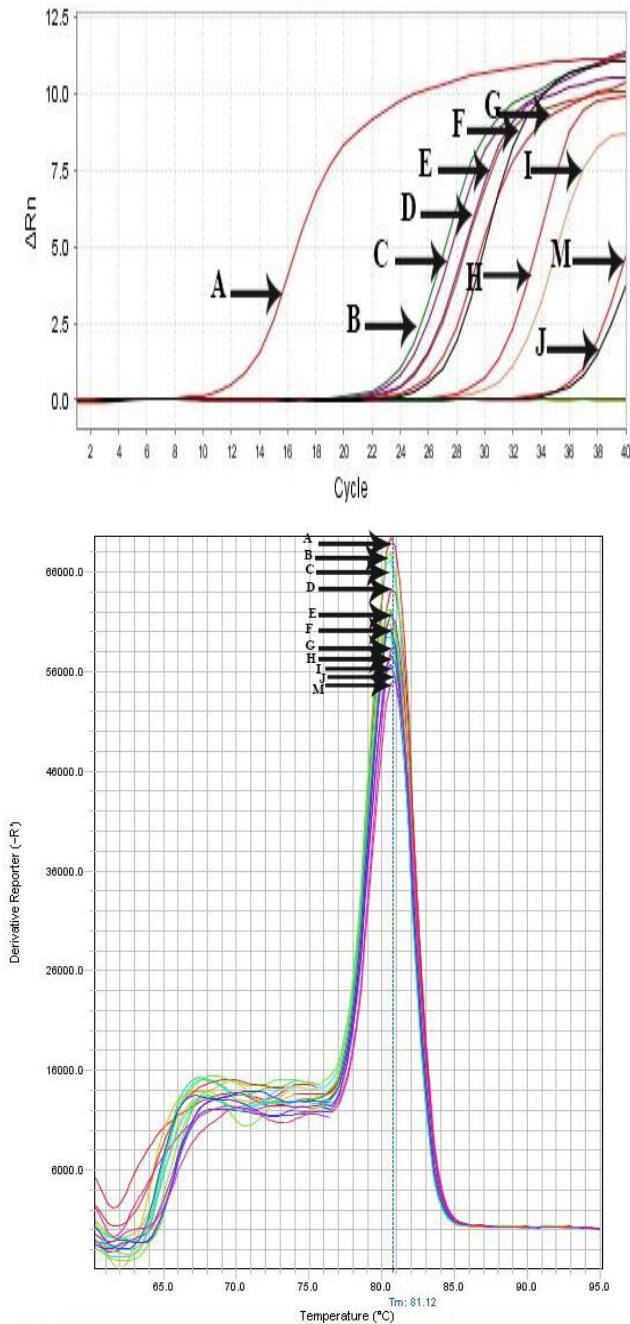 12.5
10.0
7.5
5.0
2.5
0.0
ΔRn
A
B
C
D
E
F
G
H
I
M
J
2 4 6 8 10 12 14 16 18 20 22 24 26 28 30 32 34 36 38 40
Cycle
A
B
C
D
E
F
G
H
I
J
M
66000.0
56000.0
46000.0
36000.0
26000.0
16000.0
6000.0
Derivative Reporter (-R')
65.0 70.0 75.0 80.0 85.0 90.0 95.0
Tm: 81.12
Temperature (°C)